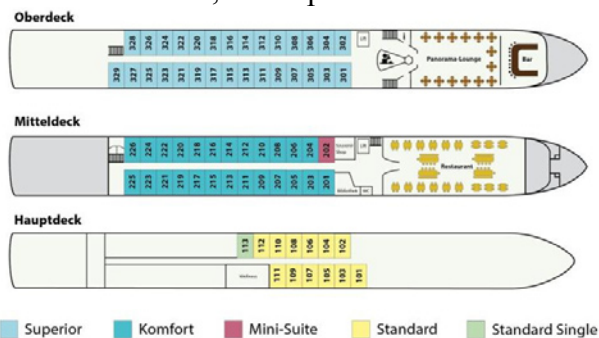 Oberdeck
328 326 324 322 320 318 316 314 312 310 308 306 304 302 Lift
Panorama-Lounge Bar
329 327 325 323 321 319 317 315 313 311 309 307 305 303 301
Mitteldeck
226 224 222 220 218 216 214 212 210 208 206 204 202 Lift
Restaurant
225 223 221 219 217 215 213 211 209 207 205 203 201 WC
Hauptdeck
113 112 110 108 106 104 102
Wellness 111 109 107 105 103 101
Superior Komfort Mini-Suite Standard Standard Single